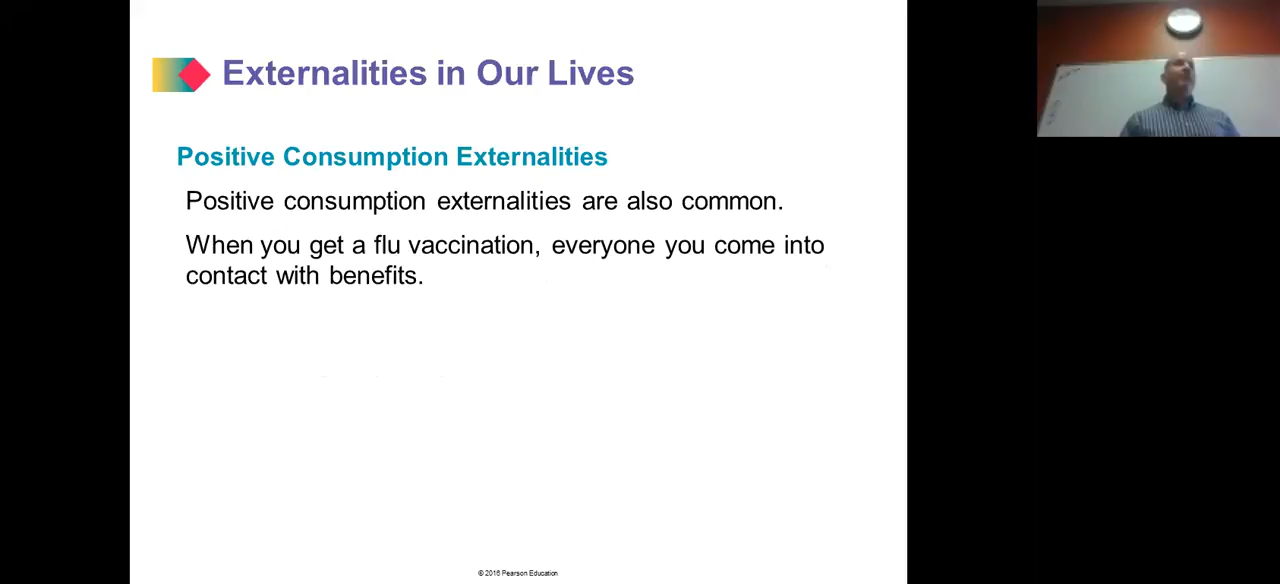 Externalities in Our Lives
Positive Consumption Externalities
Positive consumption externalities are also common.
When you get a flu vaccination, everyone you come into
contact with benefits.
© 2016 Pearson Education